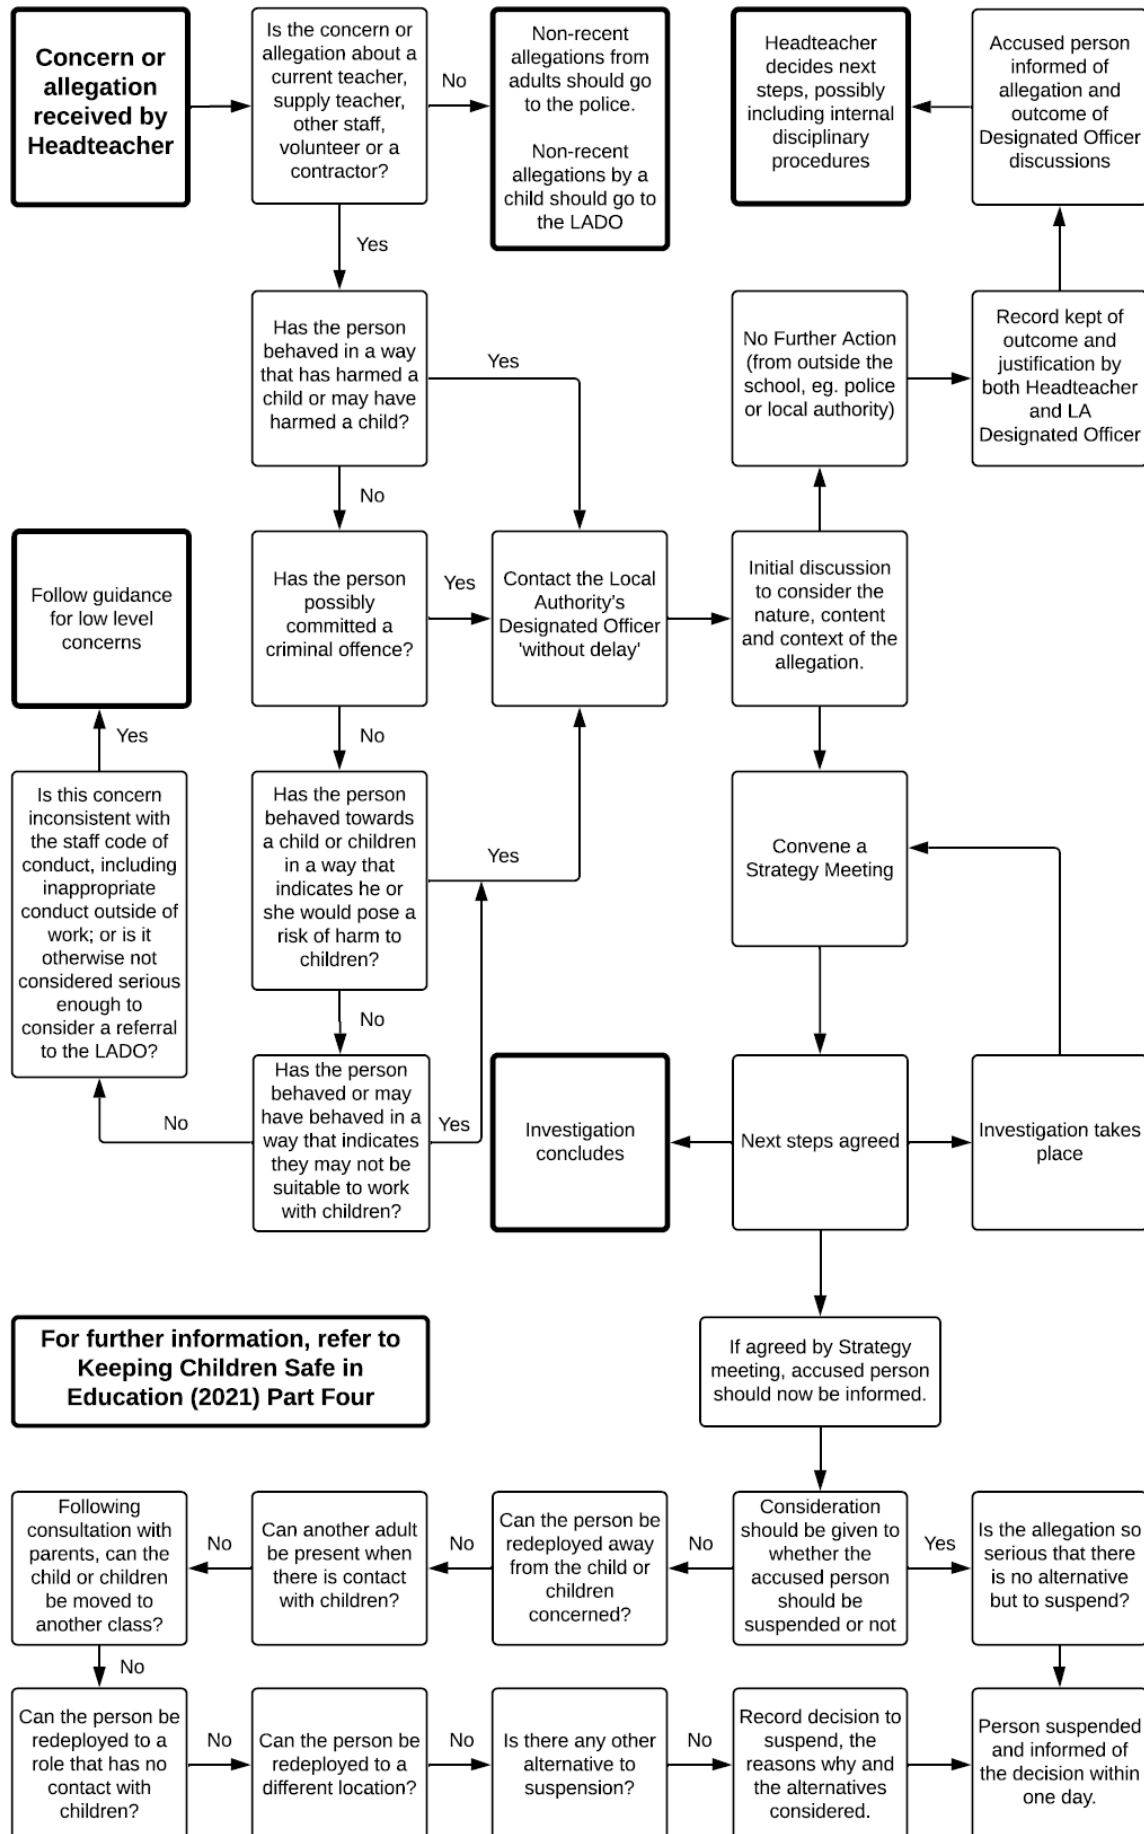 Concern or
allegation
received by
Headteacher
Is the concern or
allegation about a
current teacher,
supply teacher,
other staff,
volunteer or a
contractor?
No
Non-recent
allegations from
adults should go
to the police.
Non-recent
allegations by a
child should go to
the LADO
Headteacher
decides next
steps, possibly
including internal
disciplinary
procedures
Accused person
informed of
allegation and
outcome of
Designated Officer
discussions
Yes
Has the person
behaved in a way
that has harmed a
child or may have
harmed a child?
Yes
No Further Action
(from outside the
school, eg. police
or local authority)
Record kept of
outcome and
justification by
both Headteacher
and LA
Designated Officer
No
Follow guidance
for low level
concerns
Has the person
possibly
committed a
criminal offence?
Yes
Contact the Local
Authority's
Designated Officer
'without delay'
Initial discussion
to consider the
nature, content
and context of the
allegation.
Yes
No
Is this concern
inconsistent with
the staff code of
conduct, including
inappropriate
conduct outside of
work; or is it
otherwise not
considered serious
enough to
consider a referral
to the LADO?
Has the person
behaved towards
a child or children
in a way that
indicates he or
she would pose a
risk of harm to
children?
Yes
Convene a
Strategy Meeting
No
No
Has the person
behaved or may
have behaved in a
way that indicates
they may not be
suitable to work
with children?
Yes
Investigation
concludes
Next steps agreed
Investigation takes
place
For further information, refer to
Keeping Children Safe in
Education (2021) Part Four
If agreed by Strategy
meeting, accused person
should now be informed.
Following
consultation with
parents, can the
child or children
be moved to
another class?
No
Can another adult
be present when
there is contact
with children?
No
Can the person be
redeployed away
from the child or
children
concerned?
No
Consideration
should be given to
whether the
accused person
should be
suspended or not
Yes
Is the allegation so
serious that there
is no alternative
but to suspend?
No
Can the person be
redeployed to a
role that has no
contact with
children?
No
Can the person be
redeployed to a
different location?
No
Is there any other
alternative to
suspension?
No
Record decision to
suspend, the
reasons why and
the alternatives
considered.
Person suspended
and informed of
the decision within
one day.